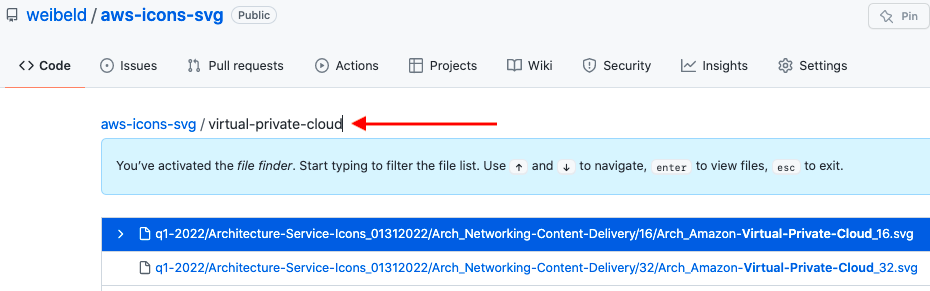 weibeld / aws-icons-svg Public Pin
Code Issues Pull requests Actions Projects Wiki Security Insights Settings
aws-icons-svg / virtual-private-cloud
You've activated the file finder. Start typing to filter the file list. Use ↑ and ↓ to navigate, enter to view files, esc to exit.
q1-2022/Architecture-Service-Icons_01312022/Arch_Networking-Content-Delivery/16/Arch_Amazon-Virtual-Private-Cloud_16.svg
q1-2022/Architecture-Service-Icons_01312022/Arch_Networking-Content-Delivery/32/Arch_Amazon-Virtual-Private-Cloud_32.svg